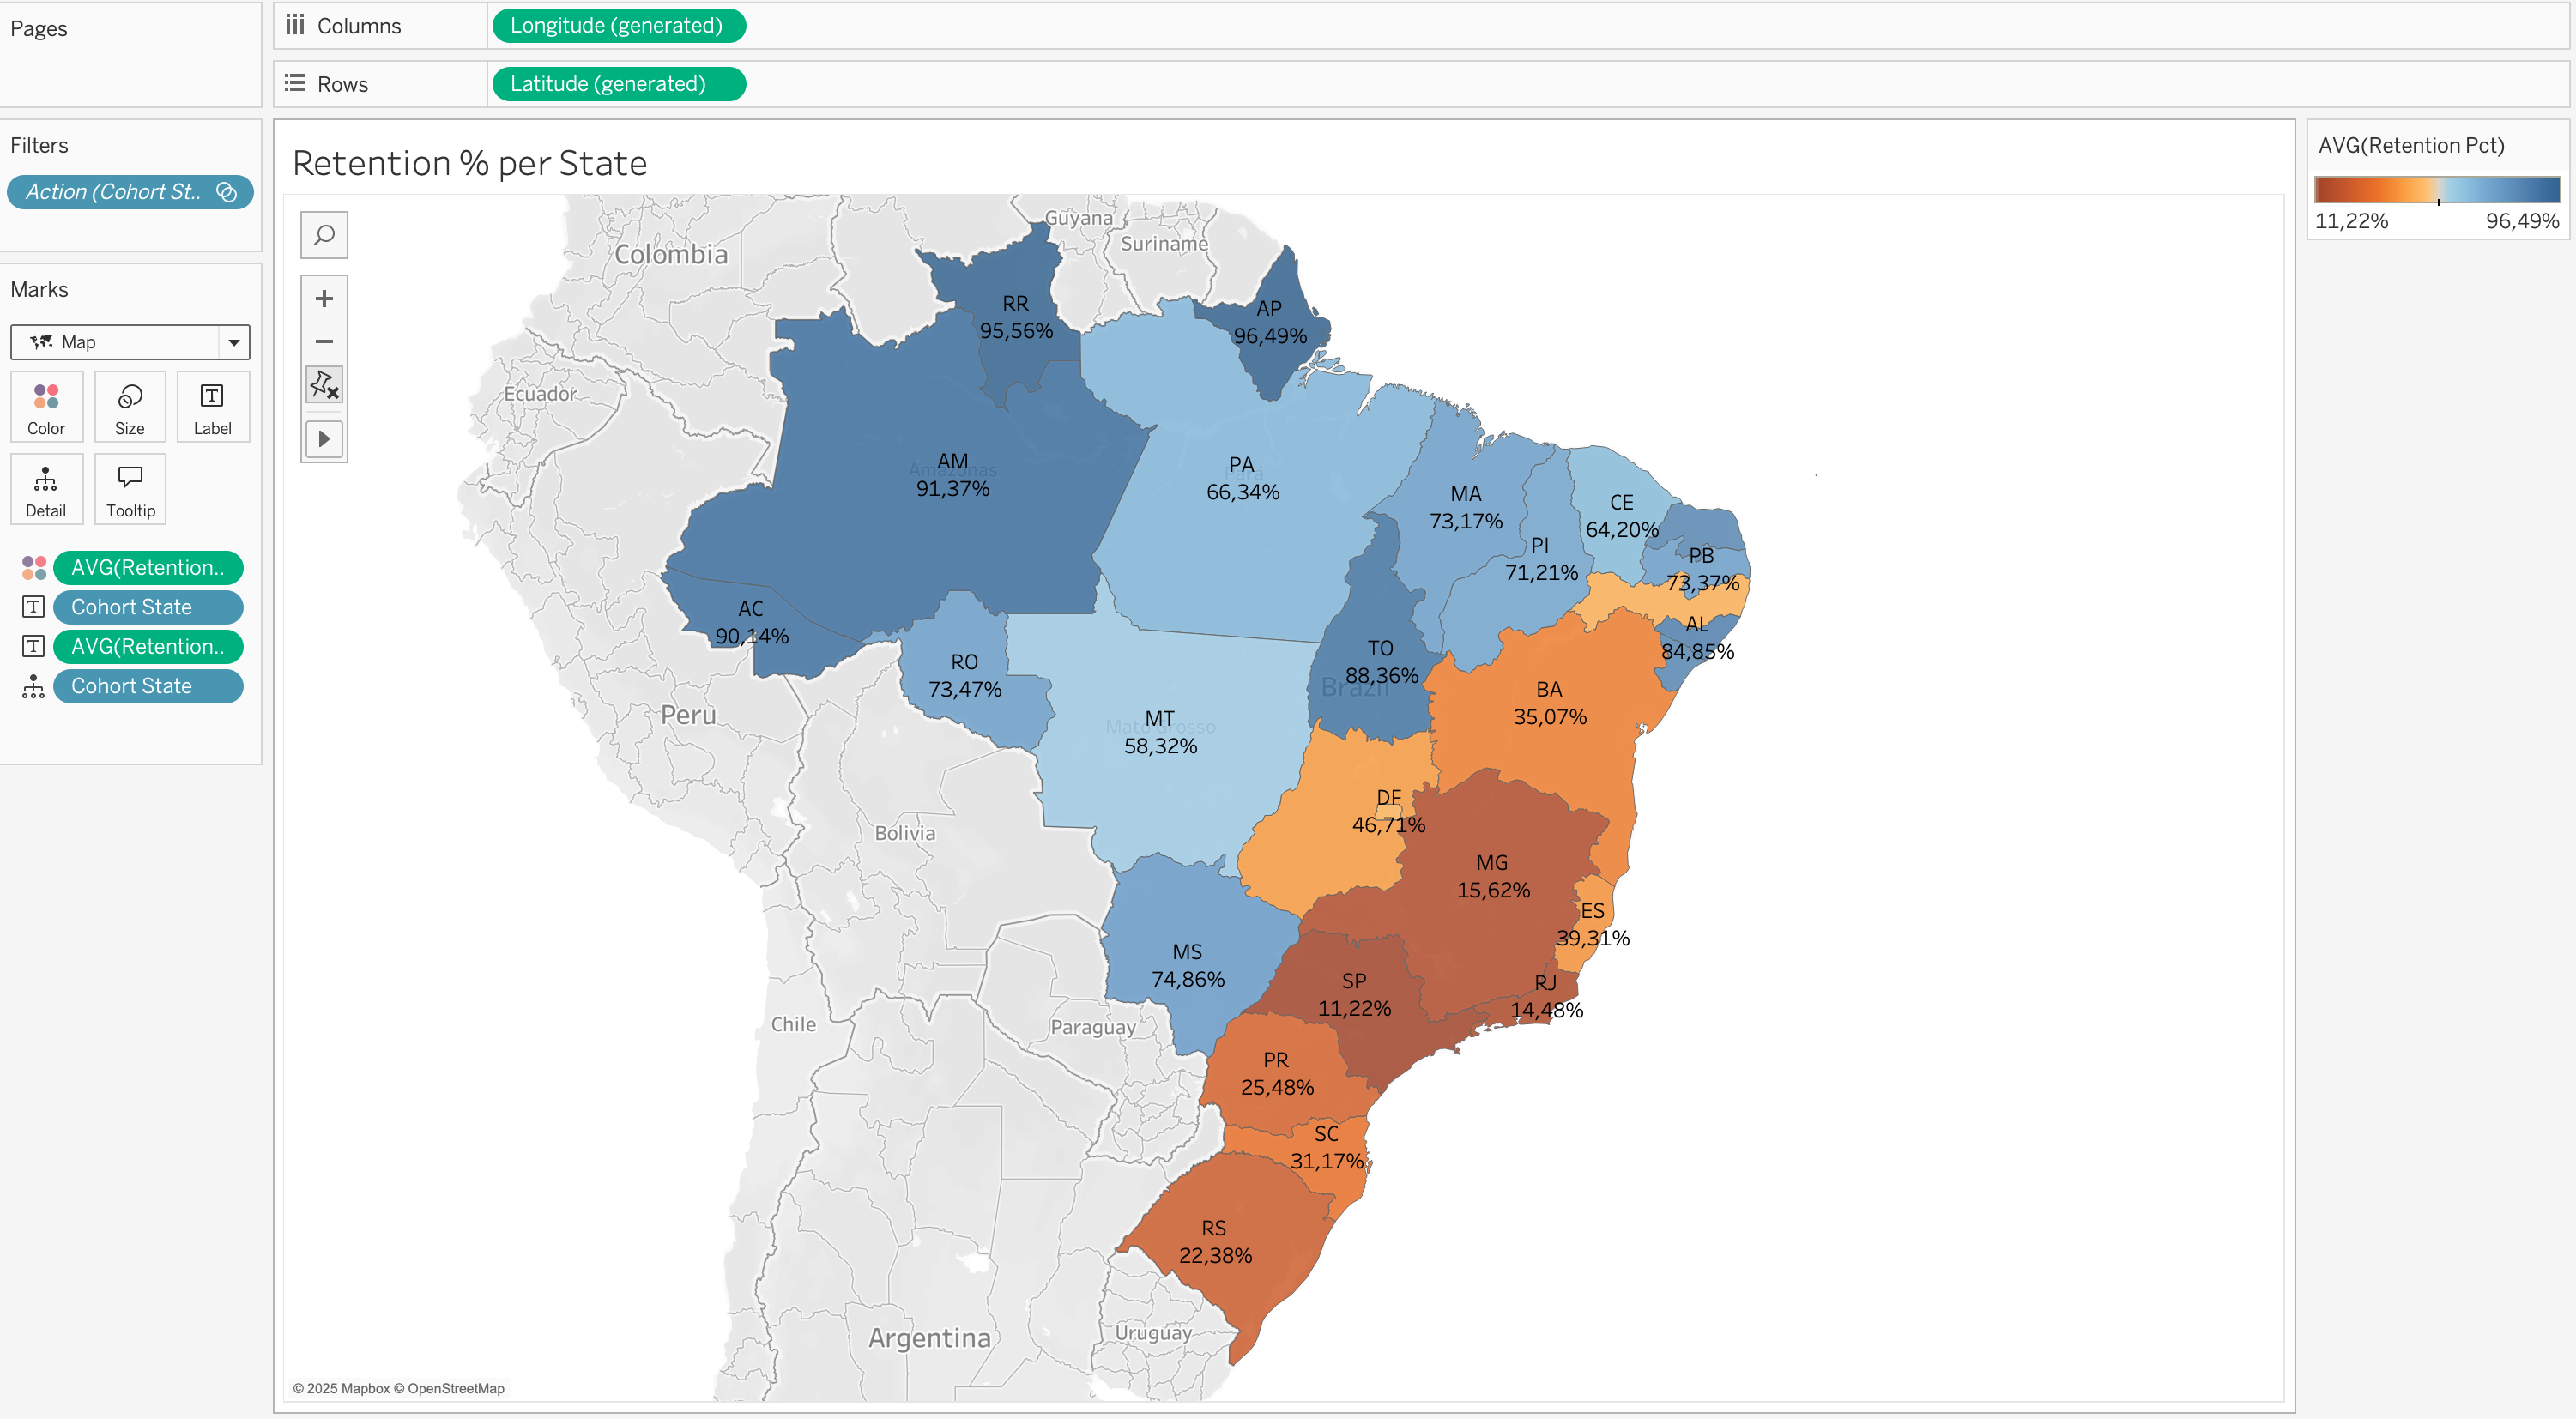 Pages
Columns
Longitude (generated)
Rows
Latitude (generated)
Filters
Action (Cohort St..
Marks
Map
Color
Size
Label
Detail
Tooltip
AVG(Retention..
Cohort State
AVG(Retention..
Cohort State
Retention % per State
Guyana
Suriname
Colombia
RR
95,56%
AP
96,49%
Ecuador
AM
Amazonas
91,37%
PA
Pará
66,34%
MA
73,17%
CE
64,20%
PI
71,21%
PB
73,37%
AC
90,14%
AL
84,85%
RO
73,47%
TO
88,36%
Brazil
BA
35,07%
Peru
MT
Mato Grosso
58,32%
DF
46,71%
Bolivia
MG
15,62%
ES
39,31%
MS
74,86%
SP
11,22%
RJ
14,48%
Chile
Paraguay
PR
25,48%
SC
31,17%
RS
22,38%
Argentina
Uruguay
© 2025 Mapbox © OpenStreetMap
AVG(Retention Pct)
11,22%
96,49%